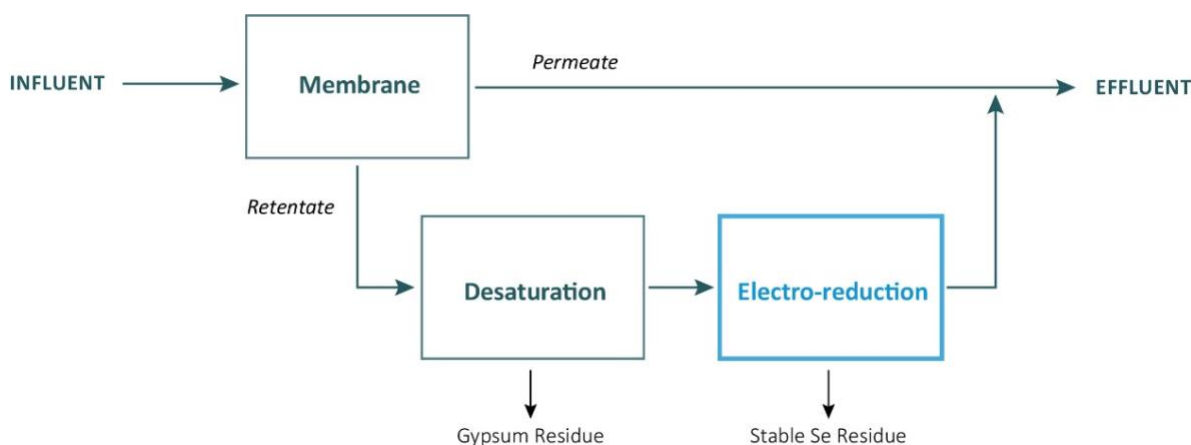 Permeate
INFLUENT
Membrane
EFFLUENT
Retentate
Desaturation
Electro-reduction
Gypsum Residue
Stable Se Residue